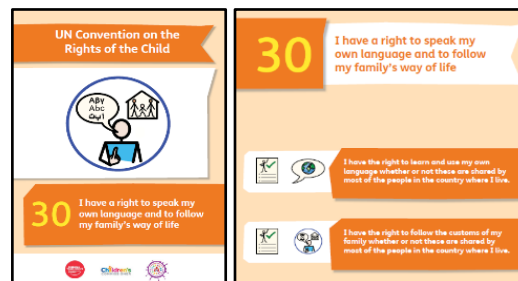 UN Convention on the
Rights of the Child
Αβγ
Abc
30
I have a right to speak my
own language and to follow
my family's way of life
Children's
30
I have a right to speak my
own language and to follow
my family's way of life
I have the right to learn and use my own
language whether or not these are shared by
most of the people in the country where I live.
I have the right to follow the customs of my
family whether or not these are shared by
most of the people in the country where I live.